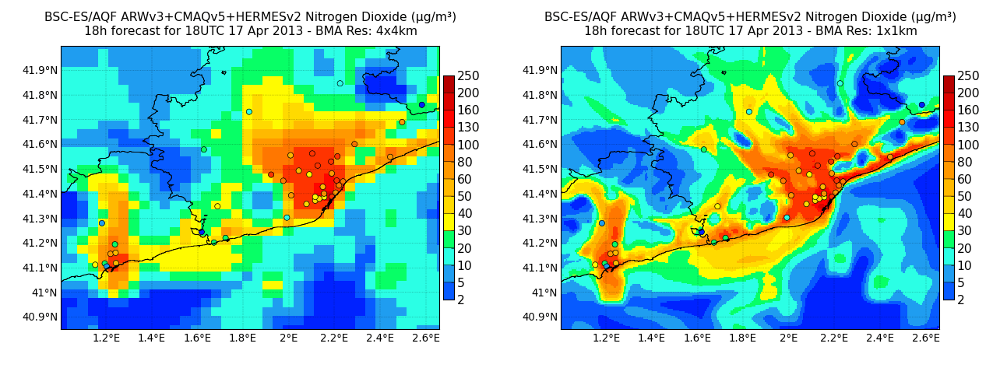 BSC-ES/AQF ARWv3+CMAQv5+HERMESv2 Nitrogen Dioxide (µg/m³)
18h forecast for 18UTC 17 Apr 2013 - BMA Res: 4x4km
41.9°N
41.8°N
41.7°N
41.6°N
41.5°N
41.4°N
41.3°N
41.2°N
41.1°N
41°N
40.9°N
1.2°E 1.4°E 1.6°E 1.8°E 2°E 2.2°E 2.4°E 2.6°E
250
200
160
130
100
80
60
50
40
30
20
10
5
2
BSC-ES/AQF ARWv3+CMAQv5+HERMESv2 Nitrogen Dioxide (µg/m³)
18h forecast for 18UTC 17 Apr 2013 - BMA Res: 1x1km
41.9°N
41.8°N
41.7°N
41.6°N
41.5°N
41.4°N
41.3°N
41.2°N
41.1°N
41°N
40.9°N
1.2°E 1.4°E 1.6°E 1.8°E 2°E 2.2°E 2.4°E 2.6°E
250
200
160
130
100
80
60
50
40
30
20
10
5
2